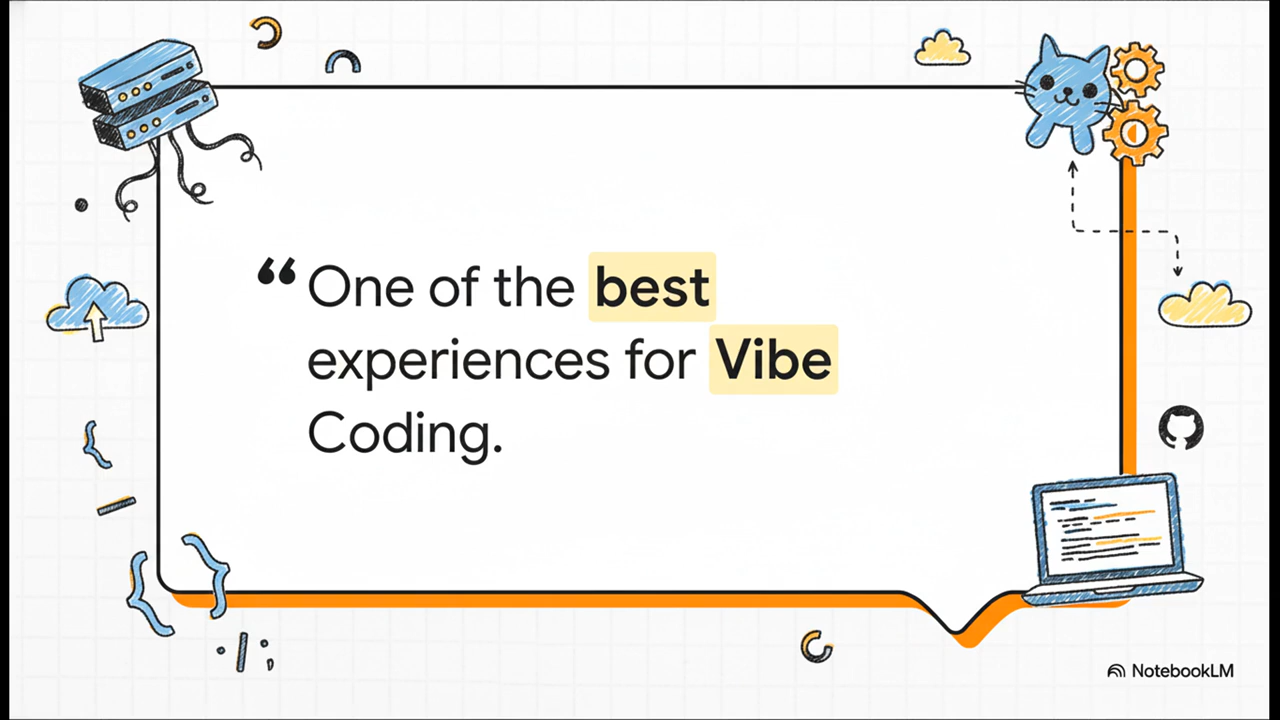 “One of the best
experiences for Vibe
Coding.
NotebookLM